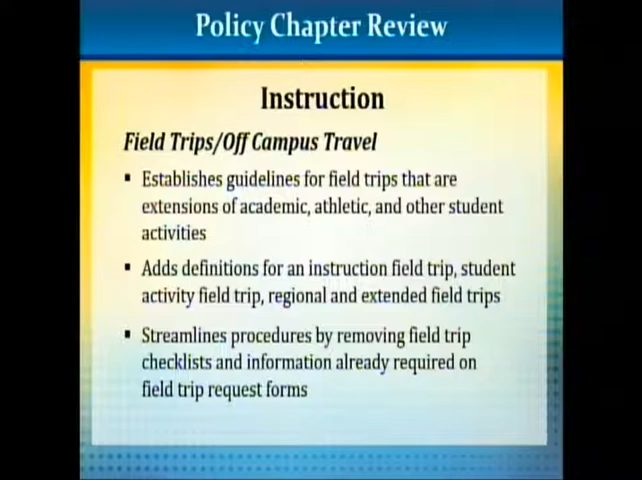 Policy Chapter Review
Instruction
Field Trips/Off Campus Travel
▪ Establishes guidelines for field trips that are
extensions of academic, athletic, and other student
activities
▪ Adds definitions for an instruction field trip, student
activity field trip, regional and extended field trips
▪ Streamlines procedures by removing field trip
checklists and information already required on
field trip request forms